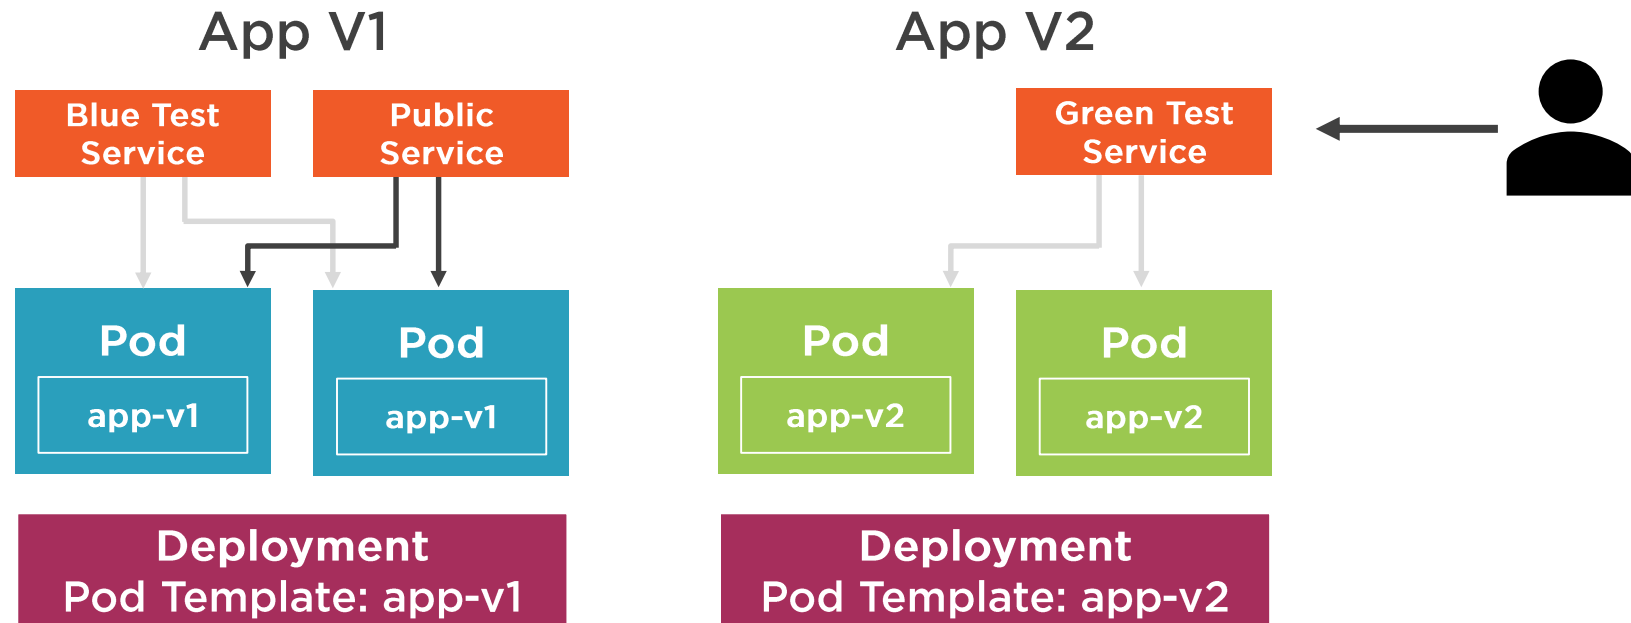 App V1
App V2
Blue Test
Service
Public
Service
Green Test
Service
Pod
app-v1
Pod
app-v1
Pod
app-v2
Pod
app-v2
Deployment
Pod Template: app-v1
Deployment
Pod Template: app-v2